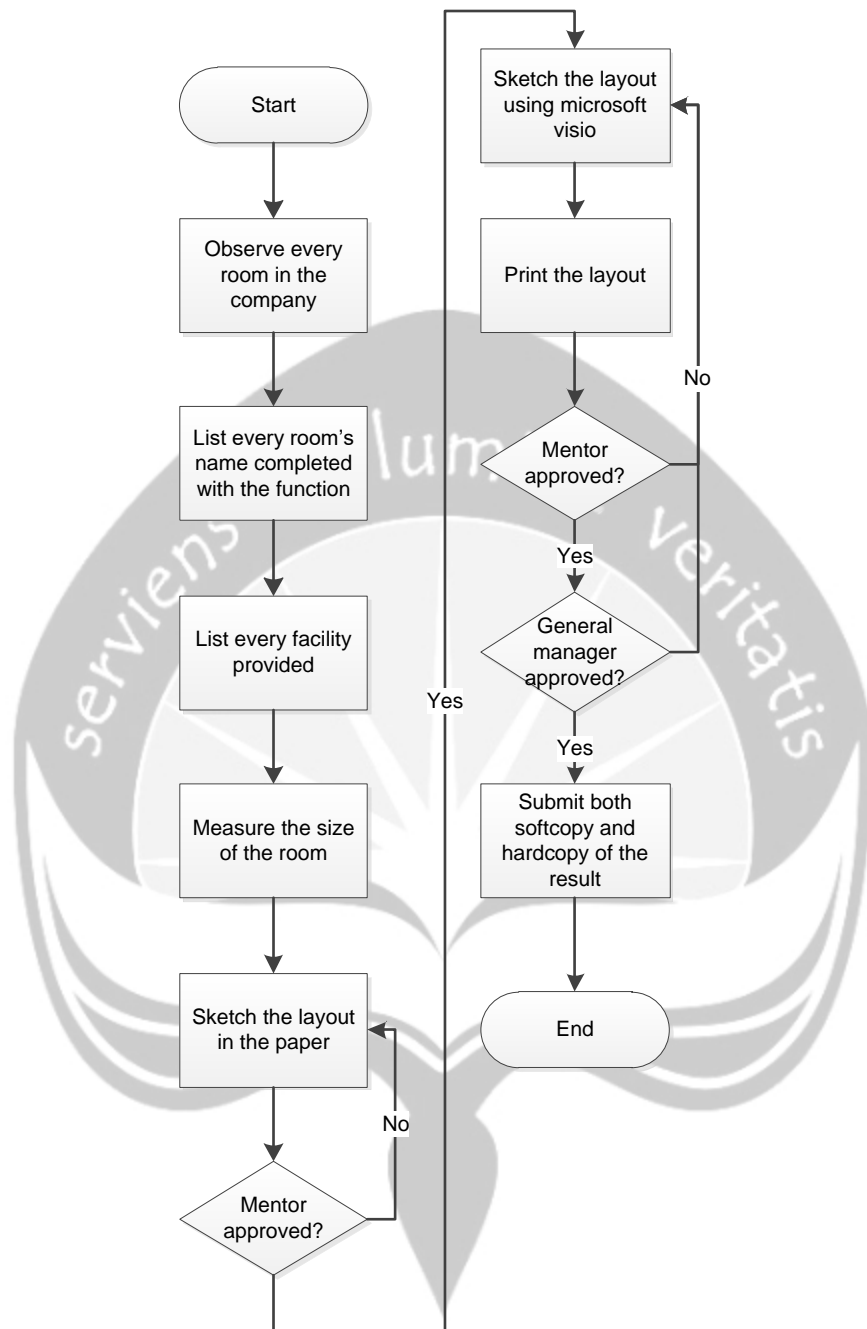 Start
Observe every
room in the
company
List every room's
name completed
with the function
List every facility
provided
Measure the size
of the room
Sketch the layout
in the paper
No
Mentor
approved?
Yes
Sketch the layout
using microsoft
visio
Print the layout
No
Mentor
approved?
Yes
General
manager
approved?
Yes
Submit both
softcopy and
hardcopy of the
result
End
serviens veritatis